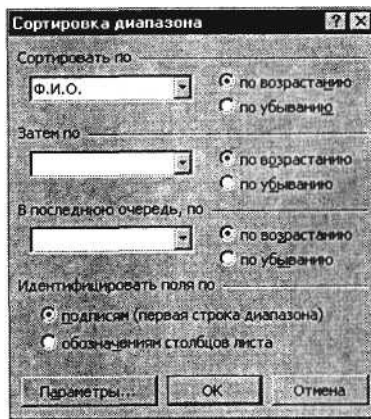 Сортировка диапазона
Сортировать по
Ф.И.О.
по возрастанию
по убыванию
Затем по
по возрастанию
по убыванию
В последнюю очередь, по
по возрастанию
по убыванию
Идентифицировать поля по
подписям (первая строка диапазона)
обозначениям столбцов листа
Параметры... ОК Отмена